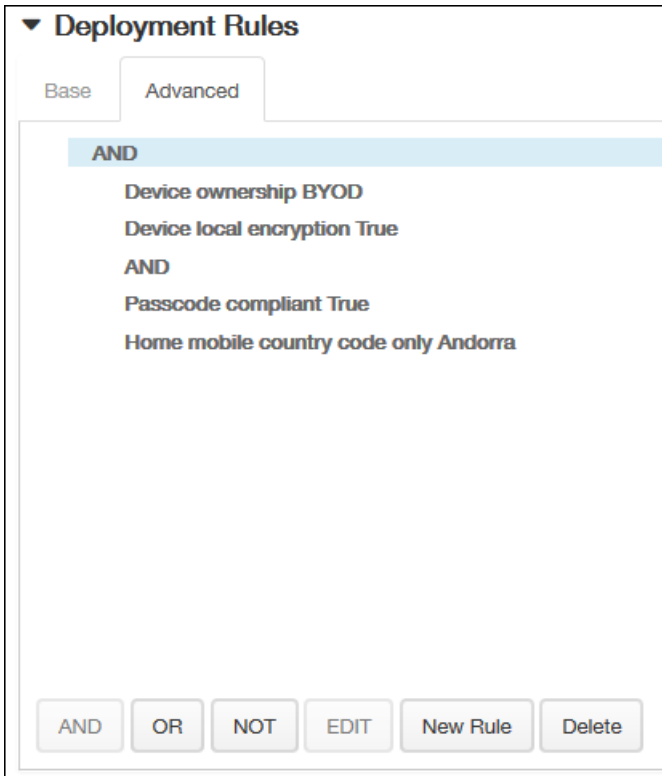 Deployment Rules
Base Advanced
AND
Device ownership BYOD
Device local encryption True
AND
Passcode compliant True
Home mobile country code only Andorra
AND OR NOT EDIT New Rule Delete